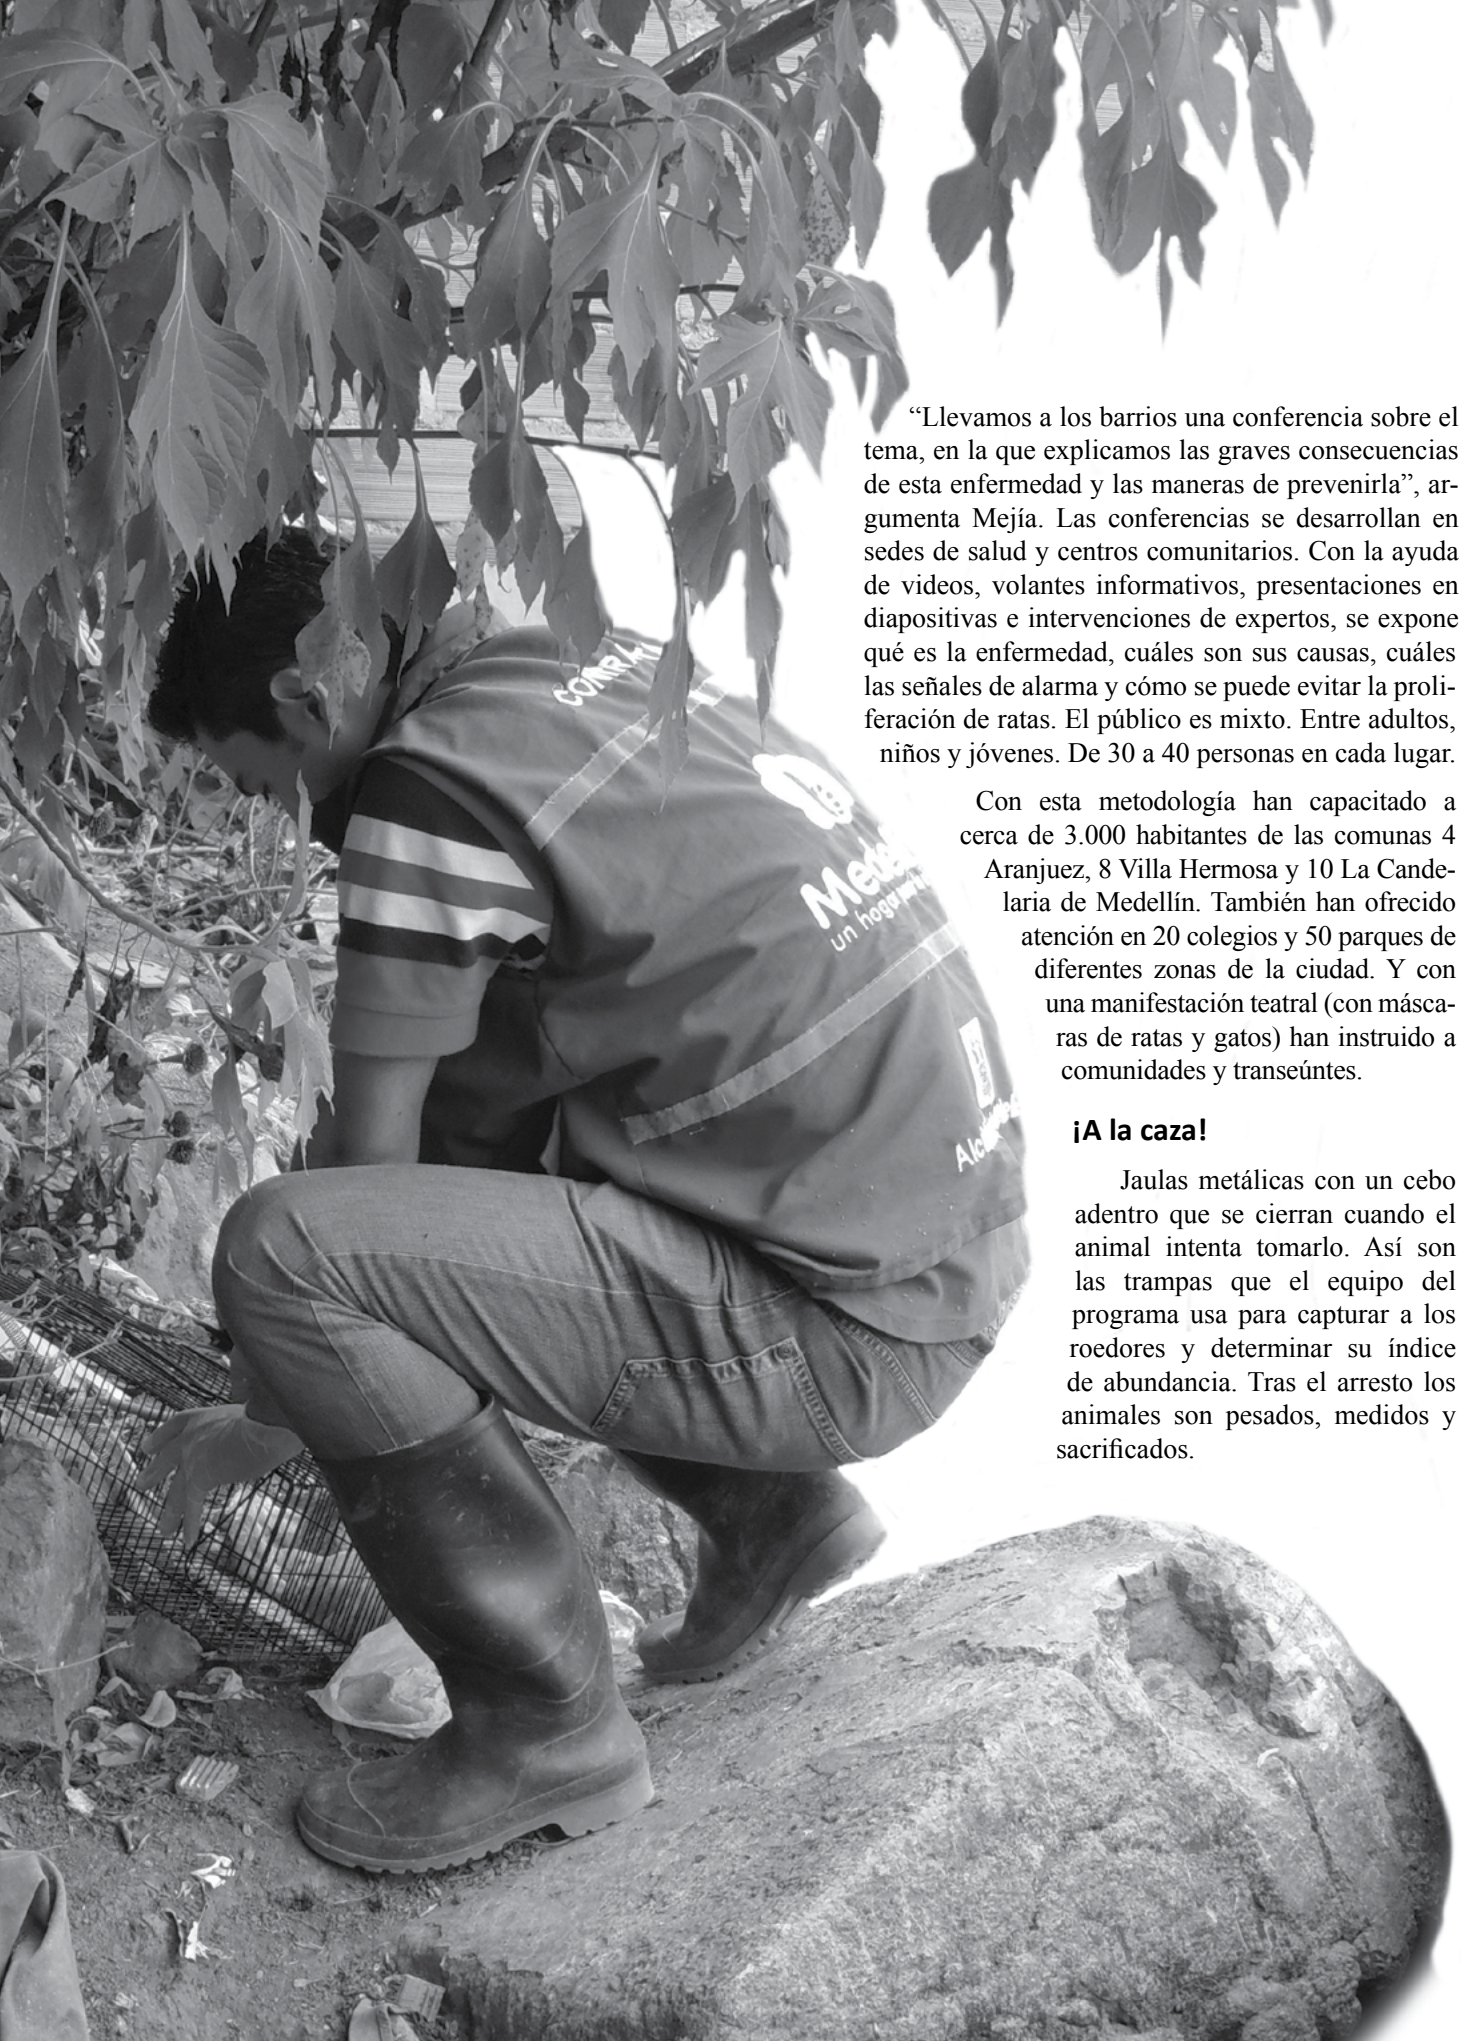 “Llevamos a los barrios una conferencia sobre el
tema, en la que explicamos las graves consecuencias
de esta enfermedad y las maneras de prevenirla”, ar-
gumenta Mejía. Las conferencias se desarrollan en
sedes de salud y centros comunitarios. Con la ayuda
de videos, volantes informativos, presentaciones en
diapositivas e intervenciones de expertos, se expone
qué es la enfermedad, cuáles son sus causas, cuáles
las señales de alarma y cómo se puede evitar la proli-
feración de ratas. El público es mixto. Entre adultos,
niños y jóvenes. De 30 a 40 personas en cada lugar.
Con esta metodología han capacitado a
cerca de 3.000 habitantes de las comunas 4
Aranjuez, 8 Villa Hermosa y 10 La Cande-
laria de Medellín. También han ofrecido
atención en 20 colegios y 50 parques de
diferentes zonas de la ciudad. Y con
una manifestación teatral (con másca-
ras de ratas y gatos) han instruido a
comunidades y transeúntes.
¡A la caza!
Jaulas metálicas con un cebo
adentro que se cierran cuando el
animal intenta tomarlo. Así son
las trampas que el equipo del
programa usa para capturar a los
roedores y determinar su índice
de abundancia. Tras el arresto los
animales son pesados, medidos y
sacrificados.
un hogar